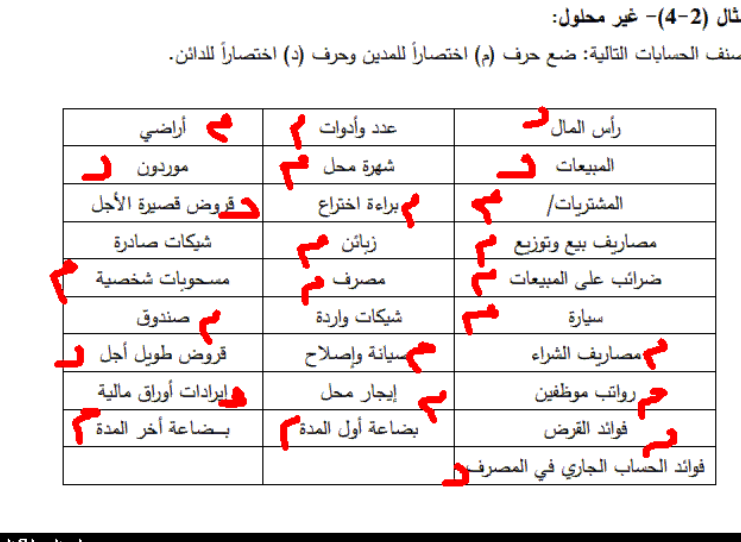 ثال (2-4)- غير محلول:
صنف الحسابات التالية: ضع حرف (م) اختصاراً للمدين وحرف (د) اختصاراً للدائن.
رأس المال د عدد وأدوات م أراضي م
المبيعات د شهرة محل م موردون د
المشتريات/ م براءة اختراع م قروض قصيرة الأجل د
مصاريف بيع وتوزيع م زبائن م شيكات صادرة
ضرائب على المبيعات م مصرف م مسحوبات شخصية م
سيارة م شيكات واردة صندوق م
مصاريف الشراء م صيانة وإصلاح م قروض طويل أجل د
رواتب موظفين م إيجار محل م إيرادات أوراق مالية د
فوائد القرض م بضاعة أول المدة م بضاعة أخر المدة م
فوائد الحساب الجاري في المصرف د